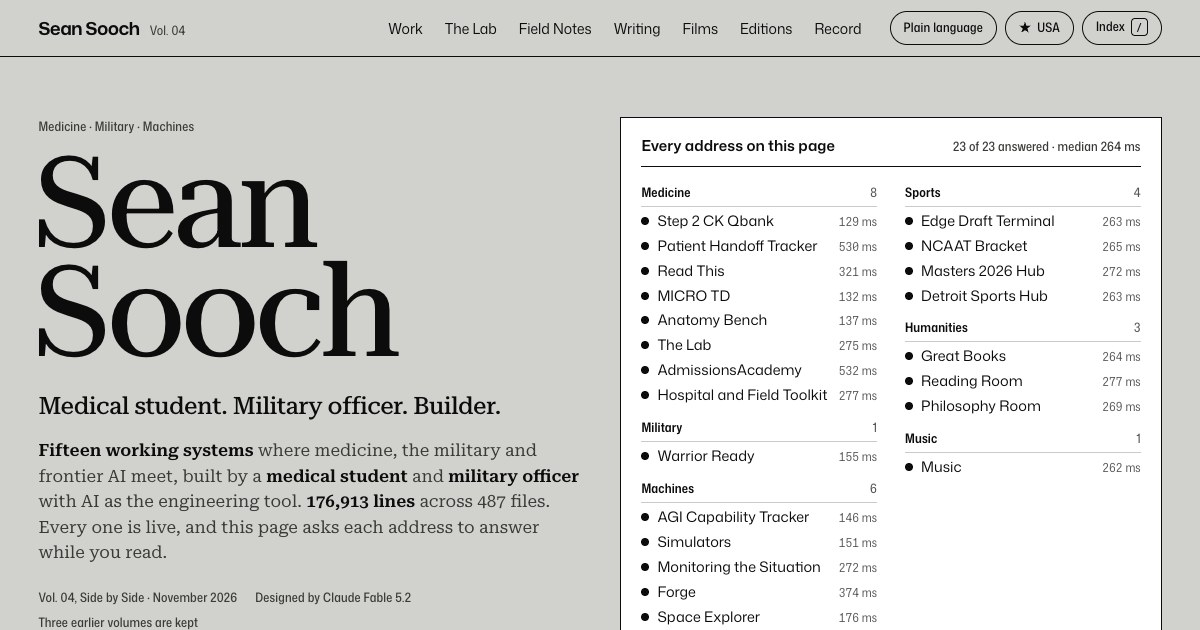 Sean Sooch Vol. 04
Work The Lab Field Notes Writing Films Editions Record
Plain language ★ USA Index /
Medicine · Military · Machines
Sean
Sooch
Medical student. Military officer. Builder.
Fifteen working systems where medicine, the military and
frontier AI meet, built by a medical student and military officer
with AI as the engineering tool. 176,913 lines across 487 files.
Every one is live, and this page asks each address to answer
while you read.
Vol. 04, Side by Side · November 2026 Designed by Claude Fable 5.2
Three earlier volumes are kept
Every address on this page 23 of 23 answered · median 264 ms
Medicine 8
Step 2 CK Qbank 129 ms
Patient Handoff Tracker 530 ms
Read This 321 ms
MICRO TD 132 ms
Anatomy Bench 137 ms
The Lab 275 ms
AdmissionsAcademy 532 ms
Hospital and Field Toolkit 277 ms
Military 1
Warrior Ready 155 ms
Machines 6
AGI Capability Tracker 146 ms
Simulators 151 ms
Monitoring the Situation 272 ms
Forge 374 ms
Space Explorer 176 ms
Sports 4
Edge Draft Terminal 263 ms
NCAAT Bracket 265 ms
Masters 2026 Hub 272 ms
Detroit Sports Hub 263 ms
Humanities 3
Great Books 264 ms
Reading Room 277 ms
Philosophy Room 269 ms
Music 1
Music 262 ms